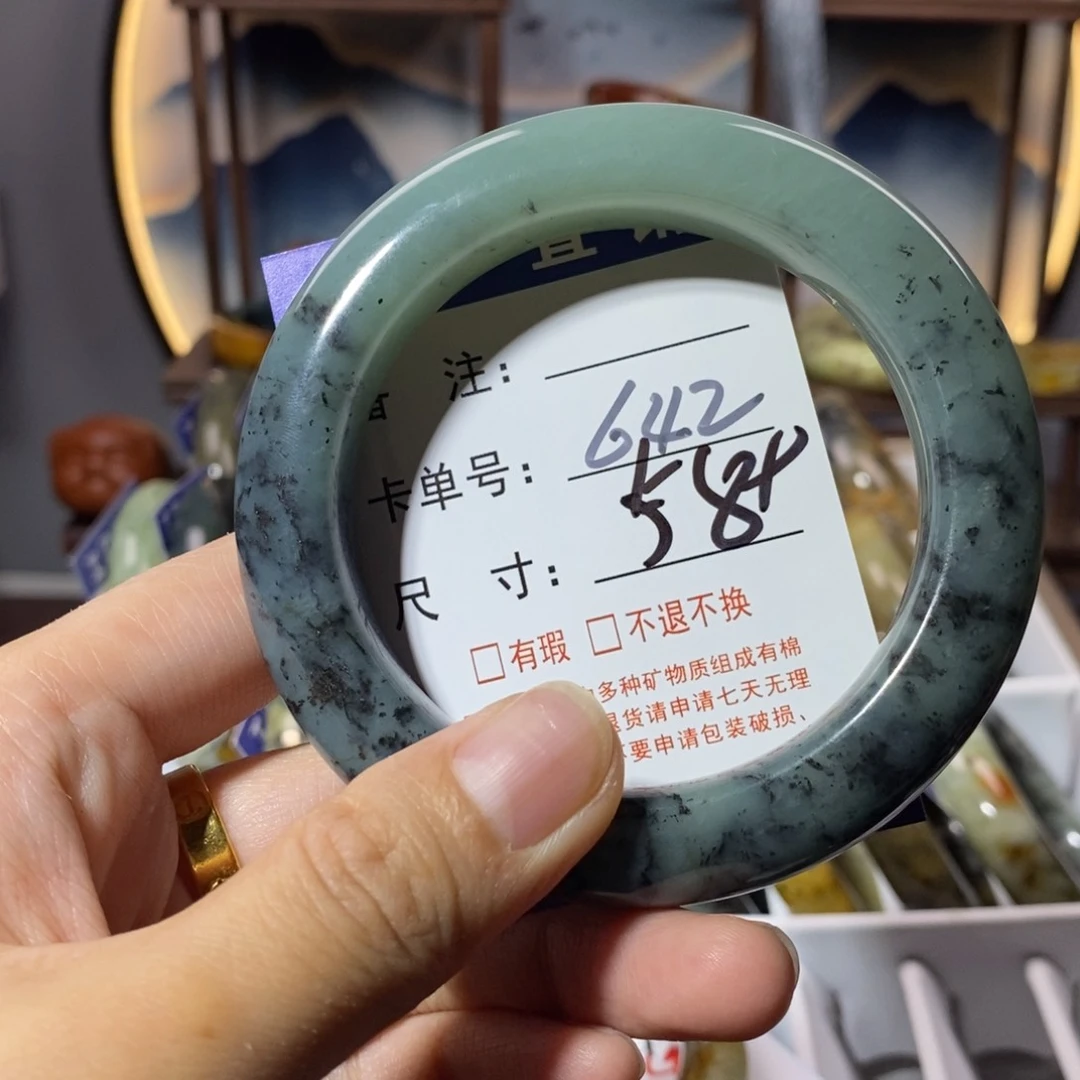 直
注：
卡单号： 642
尺 寸： 58
□有瑕 □不退不换
多种矿物质组成有棉
退货请申请七天无理
要申请包装破损、